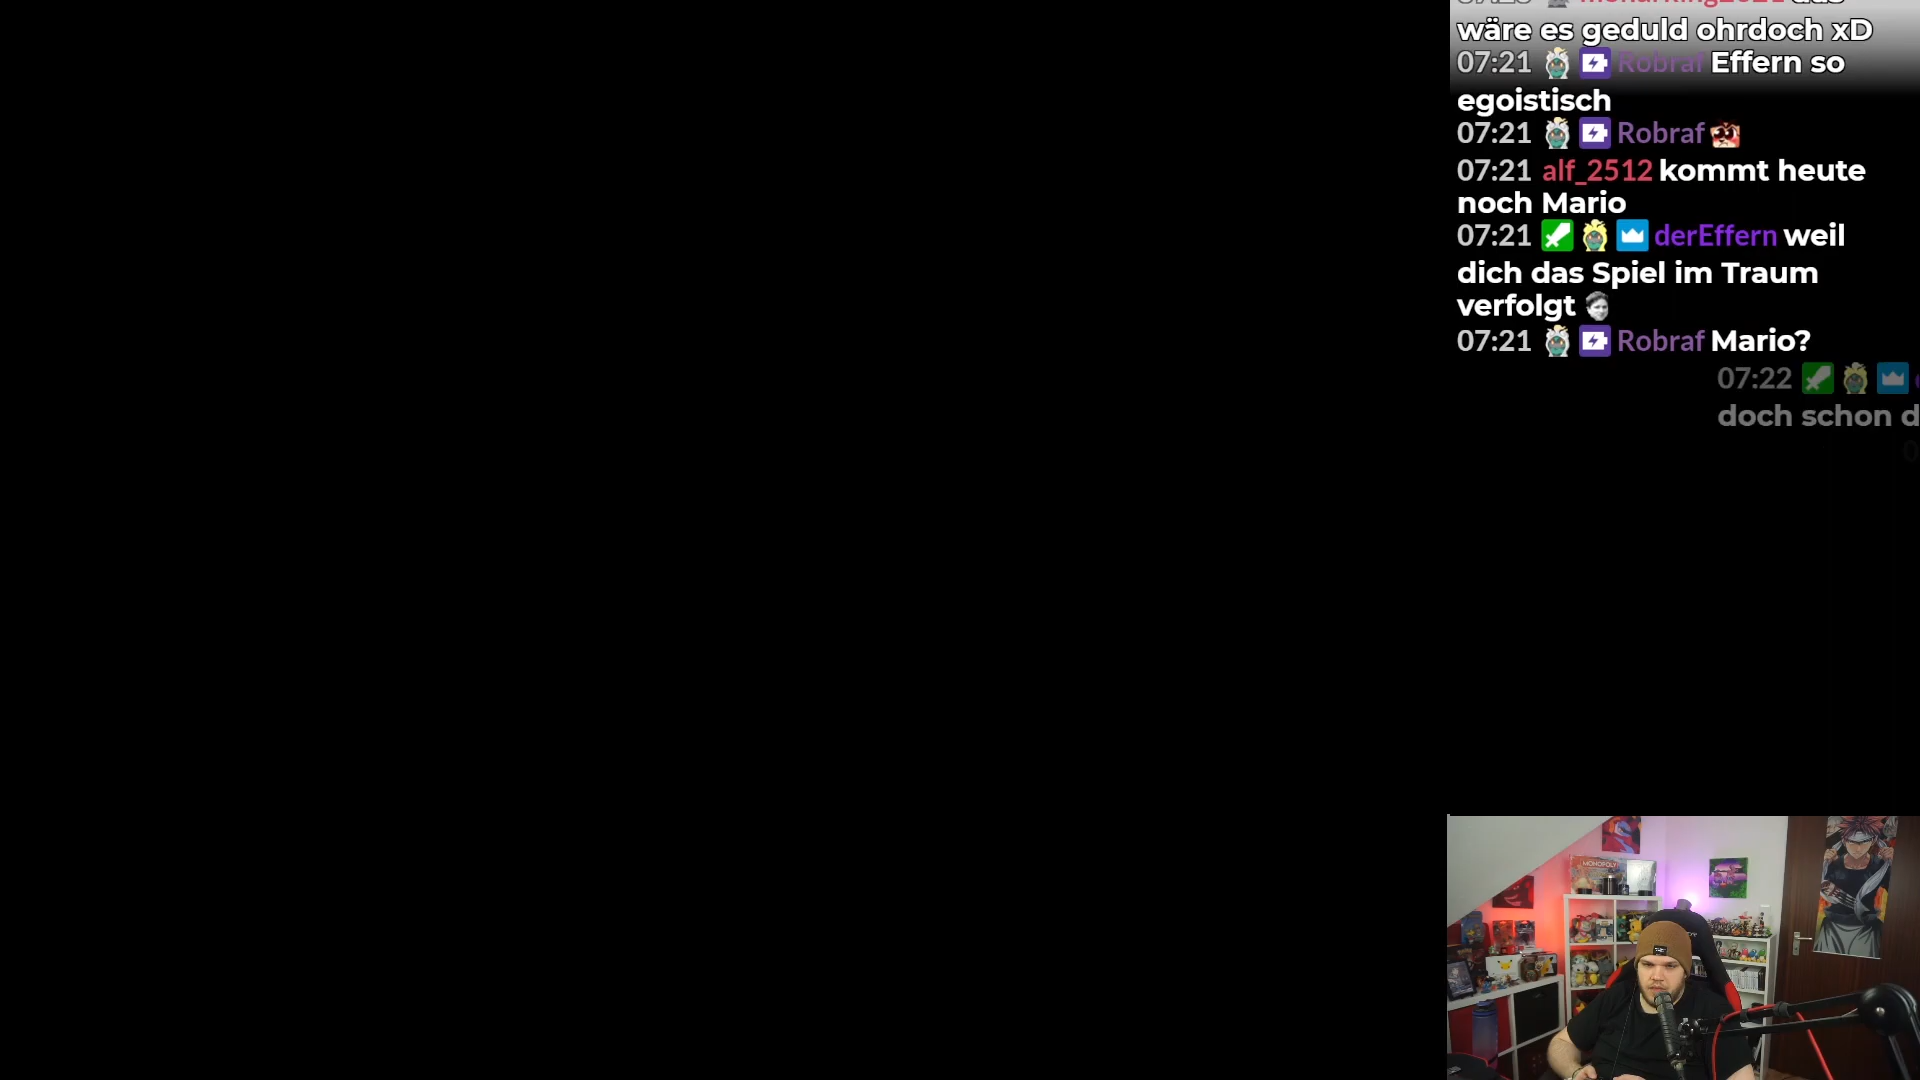 wäre es geduld ohrdoch xD
07:21 Robraf Effern so
egoistisch
07:21 Robraf
07:21 alf_2512 kommt heute
noch Mario
07:21 derEffern weil
dich das Spiel im Traum
verfolgt
07:21 Robraf Mario?
07:22
doch schon d
MONOPOLY